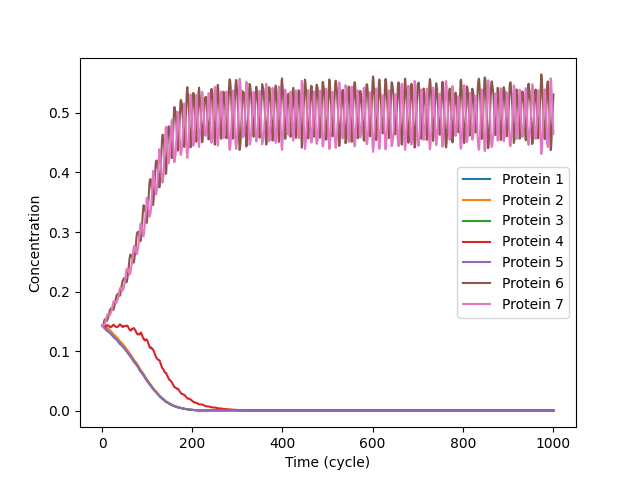 Concentration
0.5
0.4
0.3
0.2
0.1
0.0
Protein 1
Protein 2
Protein 3
Protein 4
Protein 5
Protein 6
Protein 7
0 200 400 600 800 1000
Time (cycle)